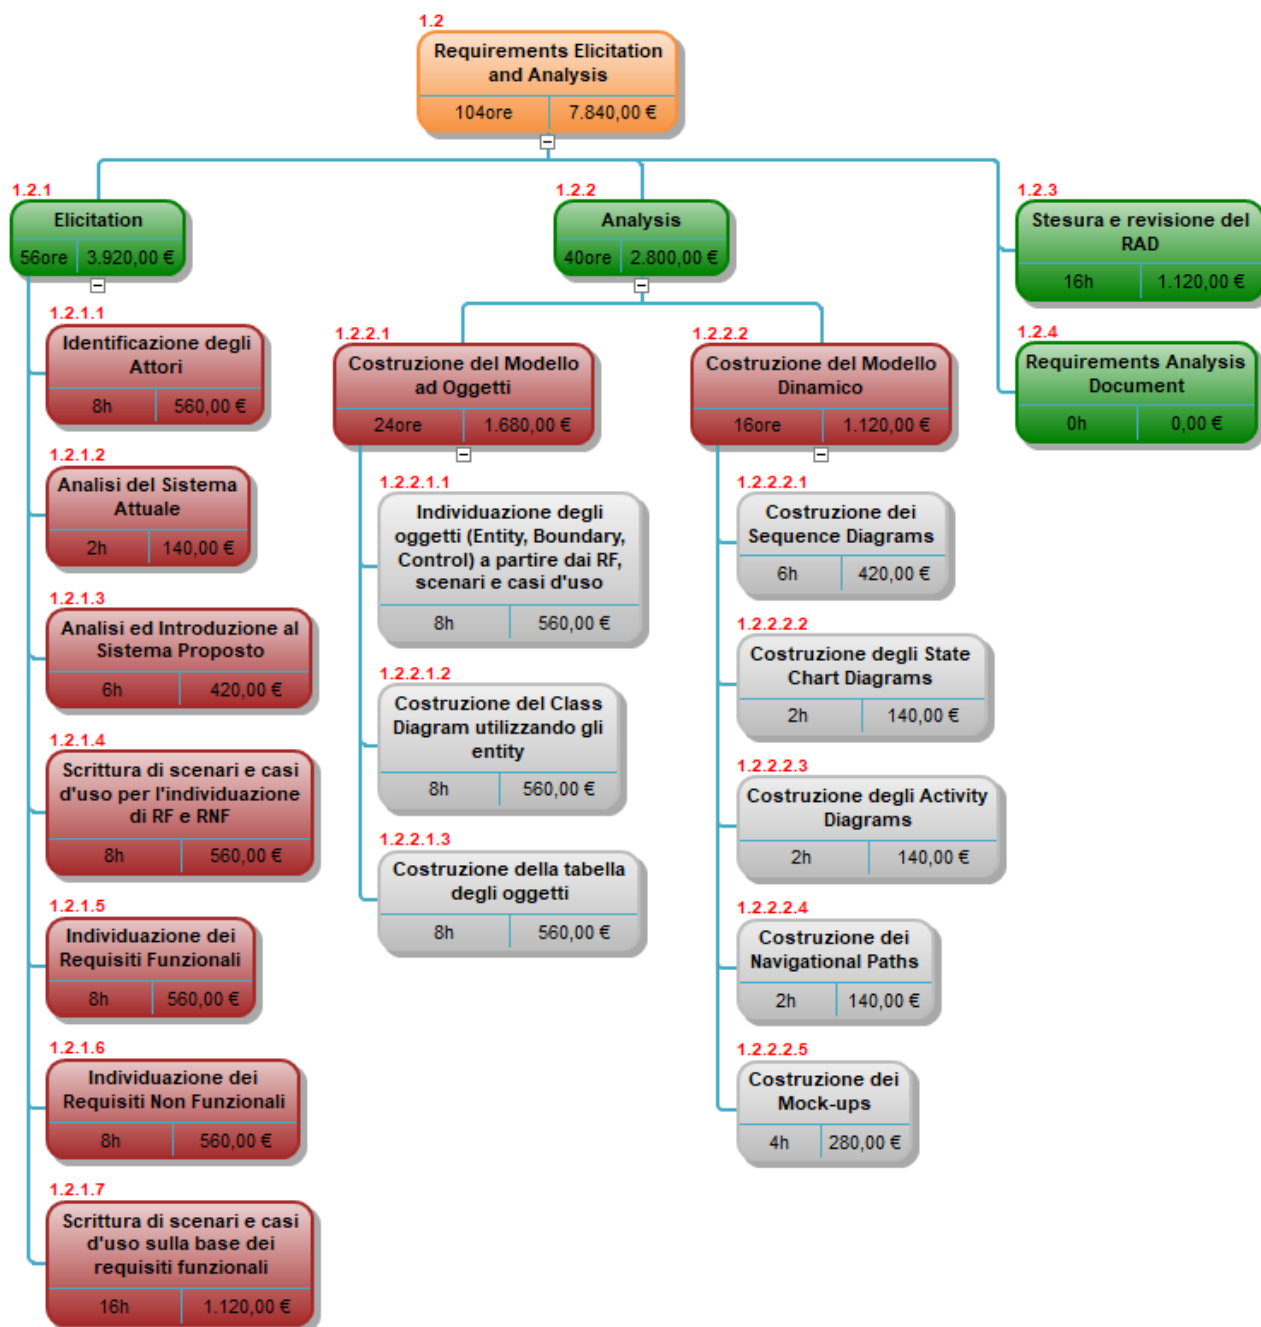 1.2
Requirements Elicitation
and Analysis
104ore 7.840,00 €
1.2.1
Elicitation
56ore 3.920,00 €
1.2.1.1
Identificazione degli
Attori
8h 560,00 €
1.2.1.2
Analisi del Sistema
Attuale
2h 140,00 €
1.2.1.3
Analisi ed Introduzione al
Sistema Proposto
6h 420,00 €
1.2.1.4
Scrittura di scenari e casi
d'uso per l'individuazione
di RF e RNF
8h 560,00 €
1.2.1.5
Individuazione dei
Requisiti Funzionali
8h 560,00 €
1.2.1.6
Individuazione dei
Requisiti Non Funzionali
8h 560,00 €
1.2.1.7
Scrittura di scenari e casi
d'uso sulla base dei
requisiti funzionali
16h 1.120,00 €
1.2.2
Analysis
40ore 2.800,00 €
1.2.2.1
Costruzione del Modello
ad Oggetti
24ore 1.680,00 €
1.2.2.1.1
Individuazione degli
oggetti (Entity, Boundary,
Control) a partire dai RF,
scenari e casi d'uso
8h 560,00 €
1.2.2.1.2
Costruzione del Class
Diagram utilizzando gli
entity
8h 560,00 €
1.2.2.1.3
Costruzione della tabella
degli oggetti
8h 560,00 €
1.2.2.2
Costruzione del Modello
Dinamico
16ore 1.120,00 €
1.2.2.2.1
Costruzione dei
Sequence Diagrams
6h 420,00 €
1.2.2.2.2
Costruzione degli State
Chart Diagrams
2h 140,00 €
1.2.2.2.3
Costruzione degli Activity
Diagrams
2h 140,00 €
1.2.2.2.4
Costruzione dei
Navigational Paths
2h 140,00 €
1.2.2.2.5
Costruzione dei
Mock-ups
4h 280,00 €
1.2.3
Stesura e revisione del
RAD
16h 1.120,00 €
1.2.4
Requirements Analysis
Document
0h 0,00 €